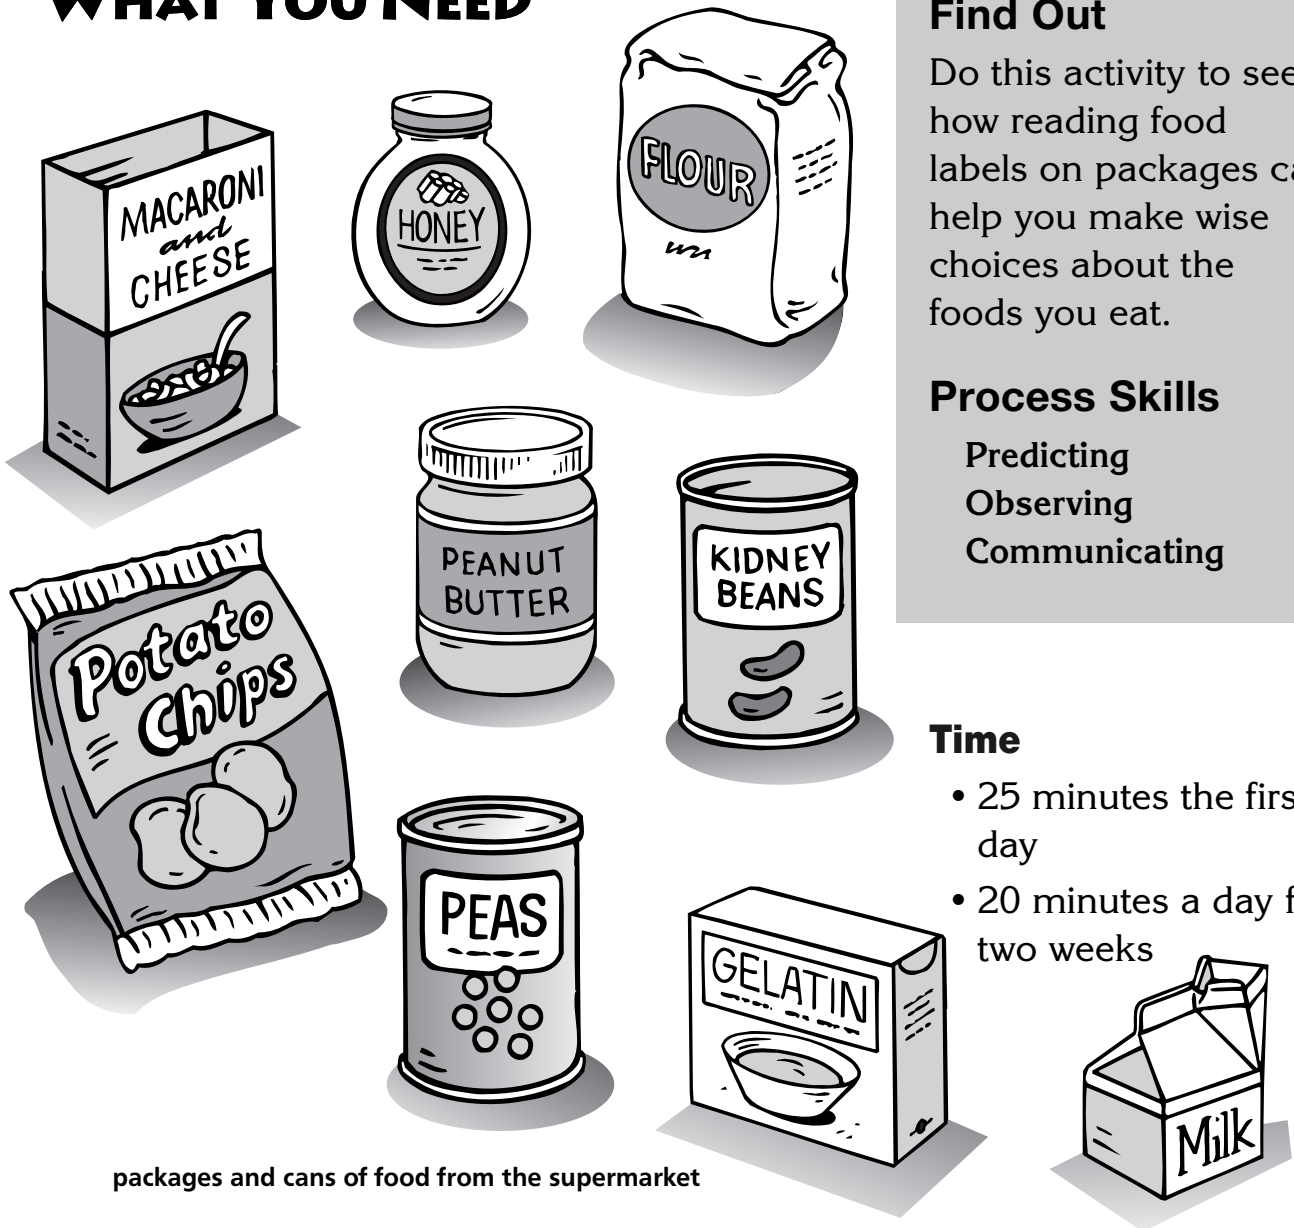 WHAT YOU NEED
MACARONI
and
CHEESE
HONEY
FLOUR
PEANUT
BUTTER
KIDNEY
BEANS
Potato
Chips
PEAS
GELATIN
Milk
packages and cans of food from the supermarket
Find Out
Do this activity to see
how reading food
labels on packages ca
help you make wise
choices about the
foods you eat.
Process Skills
Predicting
Observing
Communicating
Time
• 25 minutes the firs
day
• 20 minutes a day f
two weeks